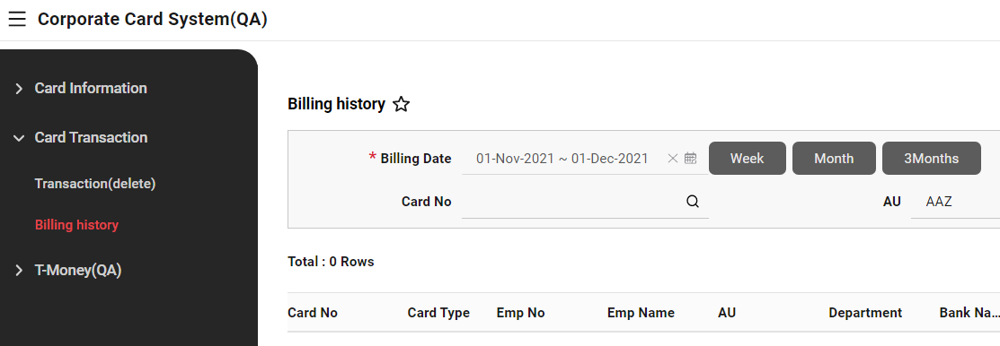 Corporate Card System(QA)
Card Information
Card Transaction
Transaction(delete)
Billing history
T-Money(QA)
Billing history
* Billing Date 01-Nov-2021 ~ 01-Dec-2021 Week Month 3Months
Card No AU AAZ
Total : 0 Rows
Card No Card Type Emp No Emp Name AU Department Bank Na...